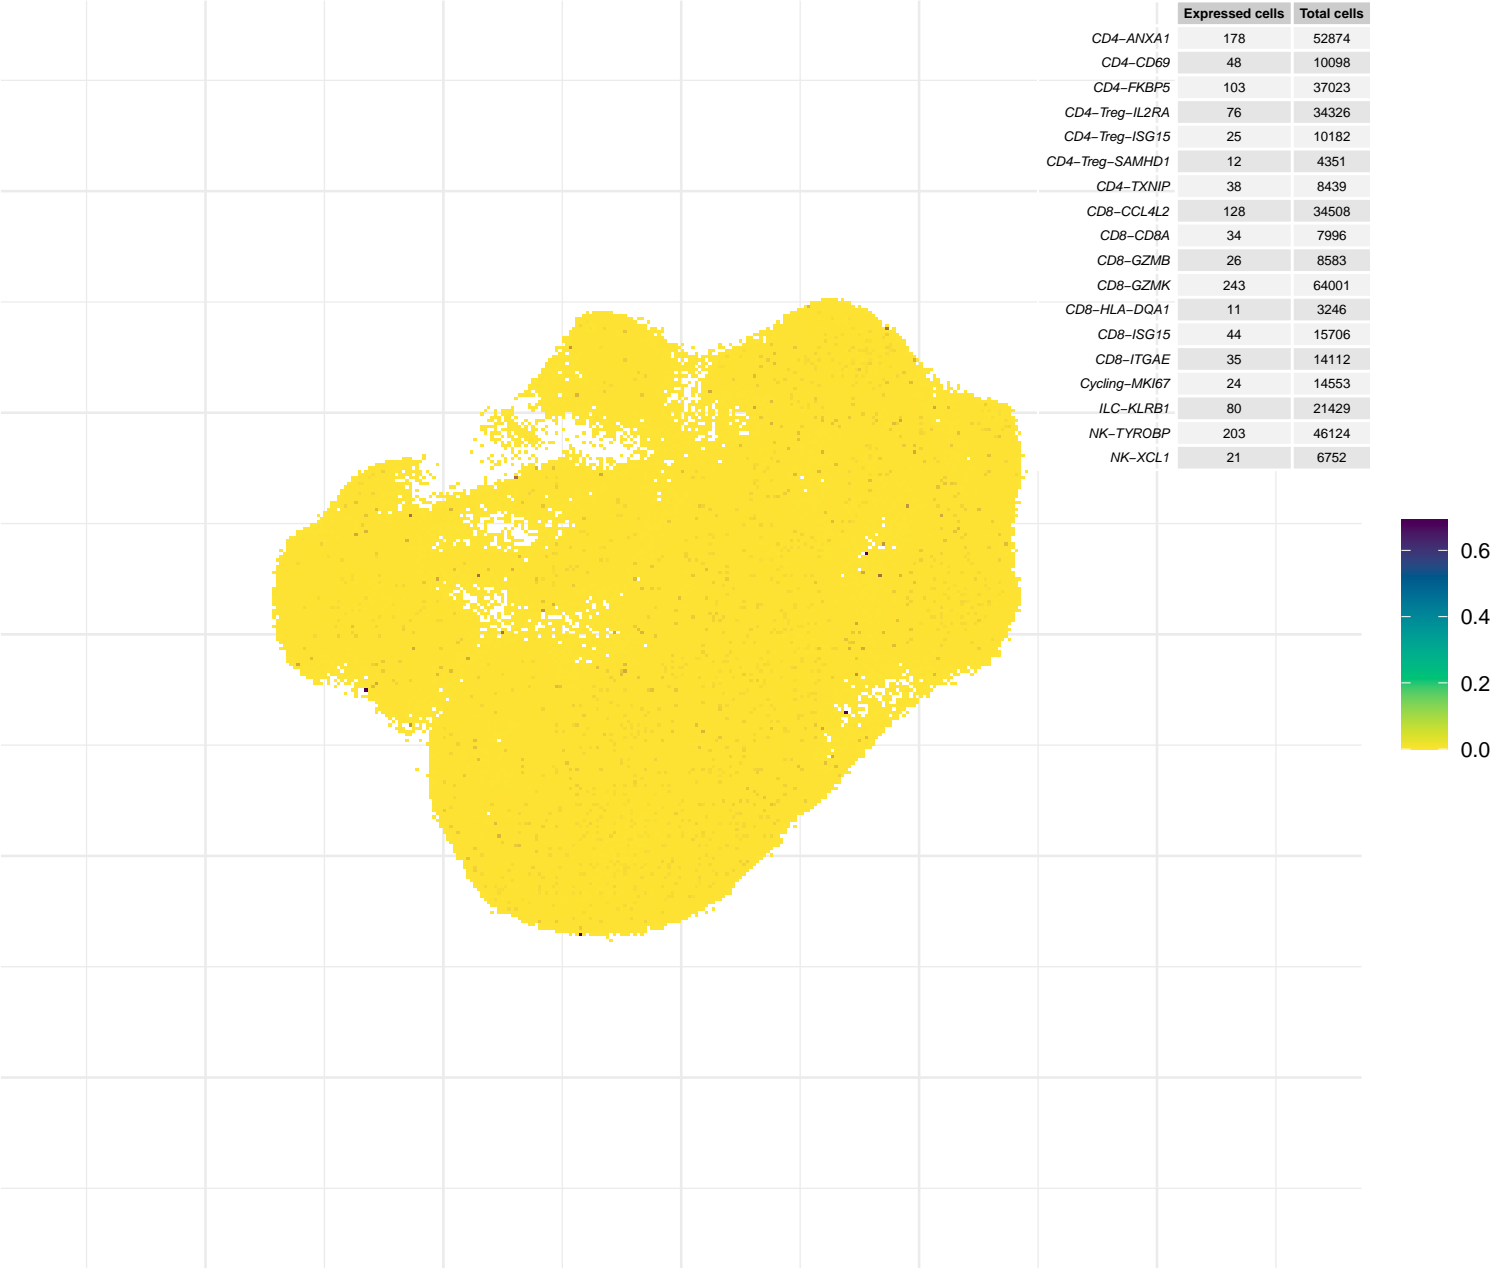 Expressed cells Total cells
CD4−ANXA1 178 52874
CD4−CD69 48 10098
CD4−FKBP5 103 37023
CD4−Treg−IL2RA 76 34326
CD4−Treg−ISG15 25 10182
CD4−Treg−SAMHD1 12 4351
CD4−TXNIP 38 8439
CD8−CCL4L2 128 34508
CD8−CD8A 34 7996
CD8−GZMB 26 8583
CD8−GZMK 243 64001
CD8−HLA−DQA1 11 3246
CD8−ISG15 44 15706
CD8−ITGAE 35 14112
Cycling−MKI67 24 14553
ILC−KLRB1 80 21429
NK−TYROBP 203 46124
NK−XCL1 21 6752
0.6
0.4
0.2
0.0